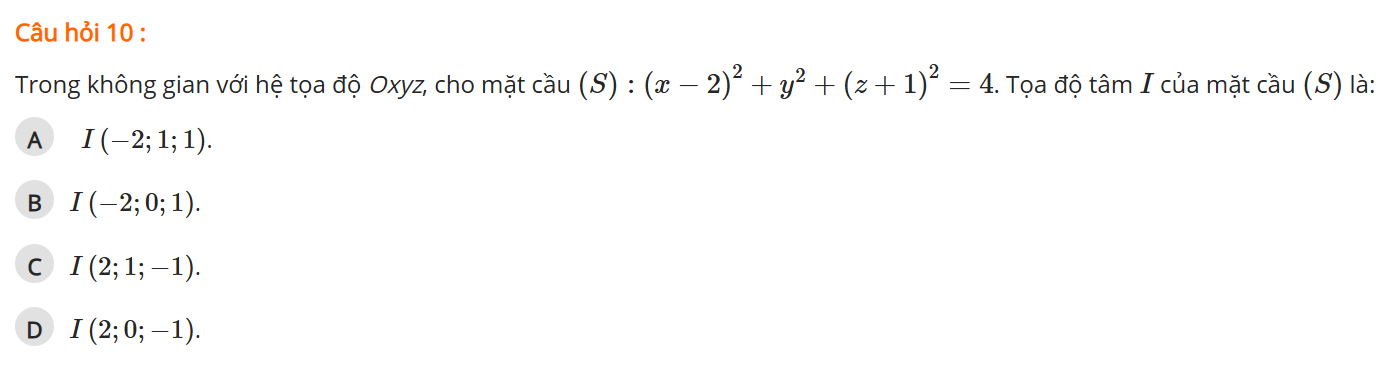 Câu hỏi 10 :
Trong không gian với hệ tọa độ Oxyz, cho mặt cầu (S) : (x − 2)² + y² + (z + 1)² = 4. Tọa độ tâm I của mặt cầu (S) là:
A I (−2; 1; 1).
B I (−2; 0; 1).
C I (2; 1; −1).
D I (2; 0; −1).